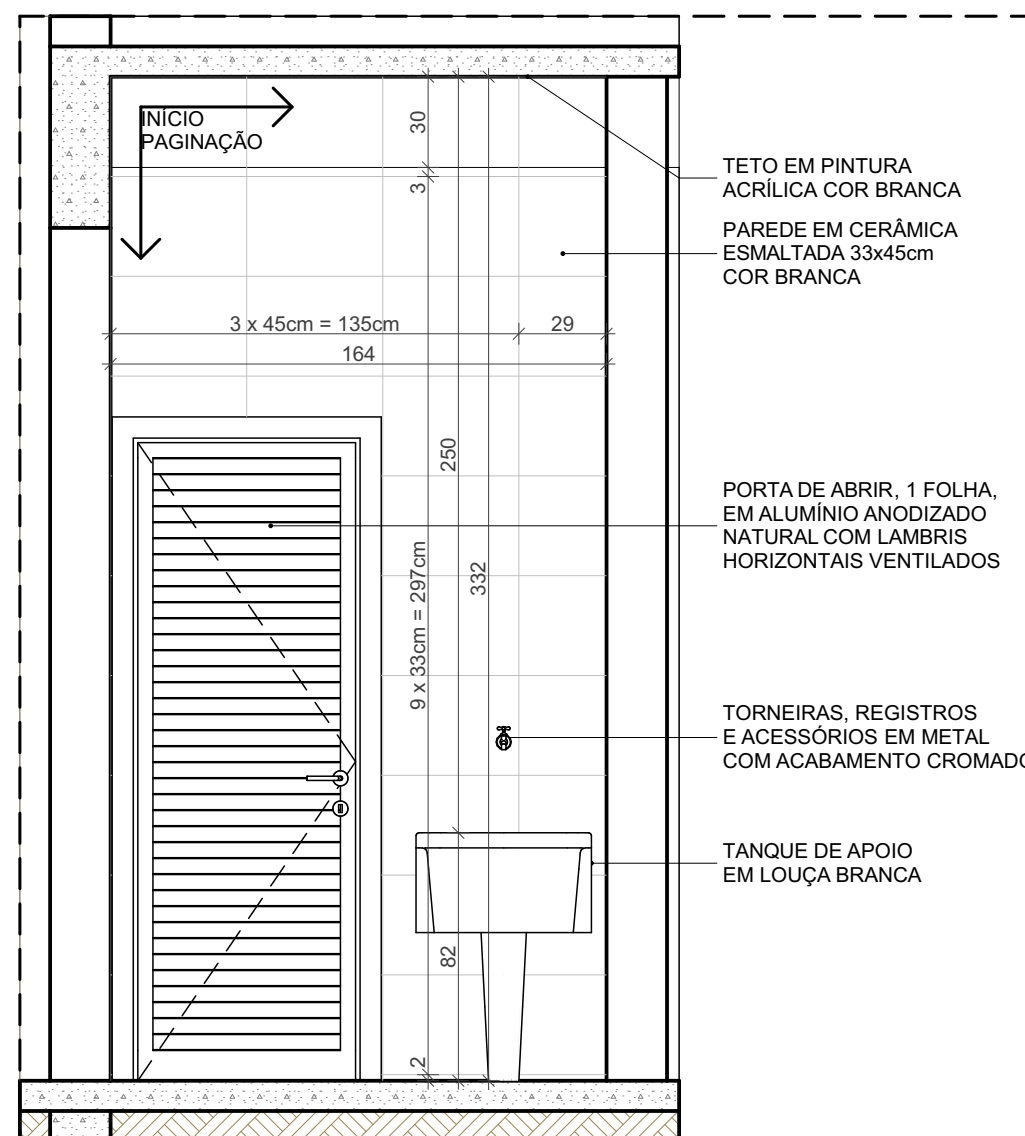 INÍCIO
PAGINAÇÃO
30
3
TETO EM PINTURA
ACRÍLICA COR BRANCA
PAREDE EM CERÂMICA
ESMALTADA 33x45cm
COR BRANCA
3 x 45cm = 135cm
29
164
250
332
9 x 33cm = 297cm
PORTA DE ABRIR, 1 FOLHA,
EM ALUMÍNIO ANODIZADO
NATURAL COM LAMBRIS
HORIZONTAIS VENTILADOS
TORNEIRAS, REGISTROS
E ACESSÓRIOS EM METAL
COM ACABAMENTO CROMADO
TANQUE DE APOIO
EM LOUÇA BRANCA
82
2